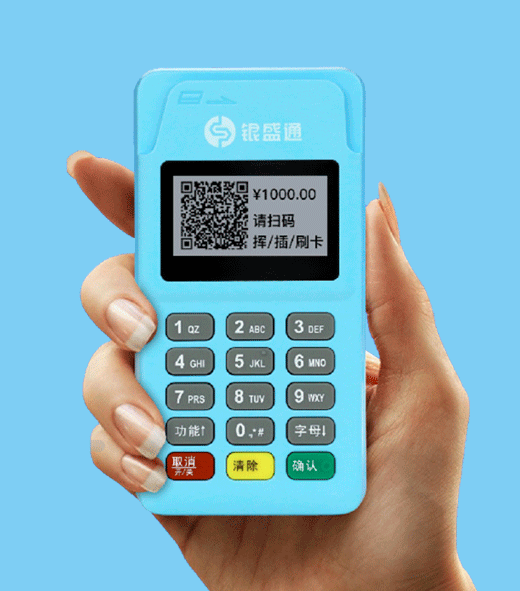 银盛通
¥1000.00
请扫码
挥/插/刷卡
1 QZ
2 ABC
3 DEF
4 GHI
5 JKL
6 MNO
7 PRS
8 TUV
9 WXY
功能↑
0.,*#
字母↓
取消
开/关
清除
确认